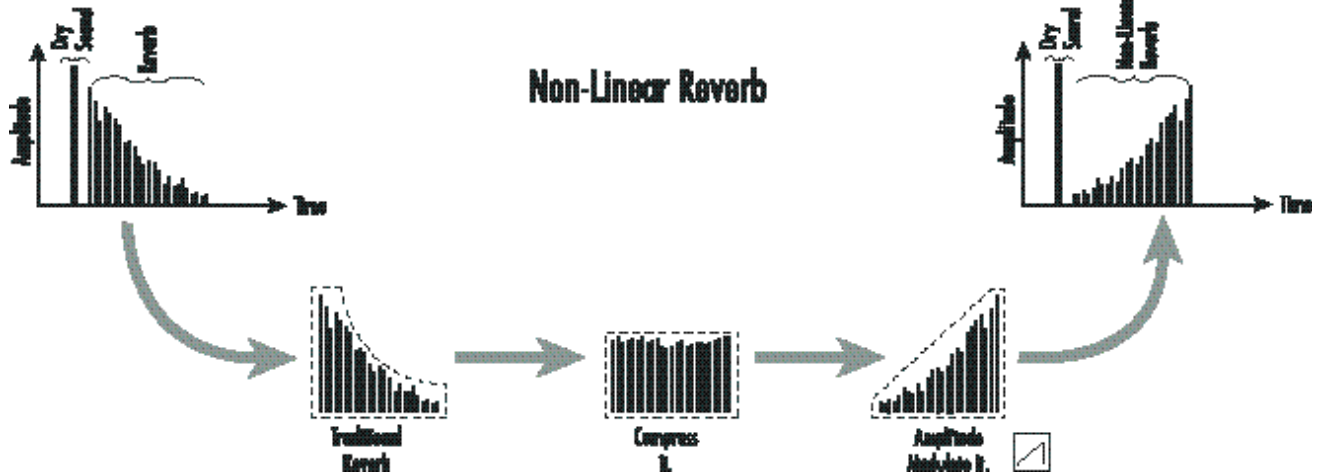 Dry
Sound
Reverb
Amplitude
Time
Non-Linear Reverb
Dry
Sound
Non-Linear
Reverb
Amplitude
Time
Traditional
Reverb
Compress
It.
Amplitude
Modulate It.